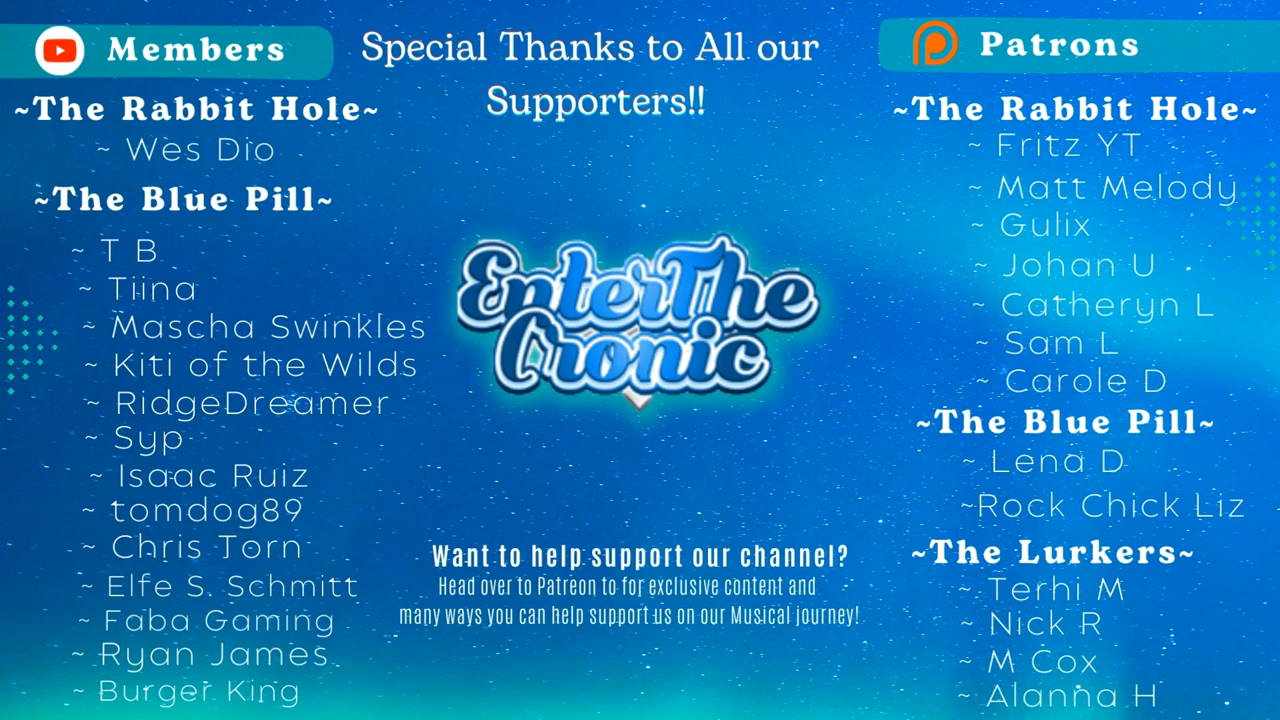 Members
~The Rabbit Hole~
~ Wes Dio
~The Blue Pill~
~ T B
~ Tiina
~ Mascha Swinkles
~ Kiti of the Wilds
~ RidgeDreamer
~ Syp
~ Isaac Ruiz
~ tomdog89
~ Chris Torn
~ Elfe S. Schmitt
~ Faba Gaming
~ Ryan James
~ Burger King
Special Thanks to All our
Supporters!!
EnterThe
Cronic
Want to help support our channel?
Head over to Patreon to for exclusive content and
many ways you can help support us on our Musical journey!
Patrons
~The Rabbit Hole~
~ Fritz YT
~ Matt Melody
~ Gulix
~ Johan U
~ Catheryn L
~ Sam L
~ Carole D
~The Blue Pill~
~ Lena D
~Rock Chick Liz
~The Lurkers~
~ Terhi M
~ Nick R
~ M Cox
~ Alanna H